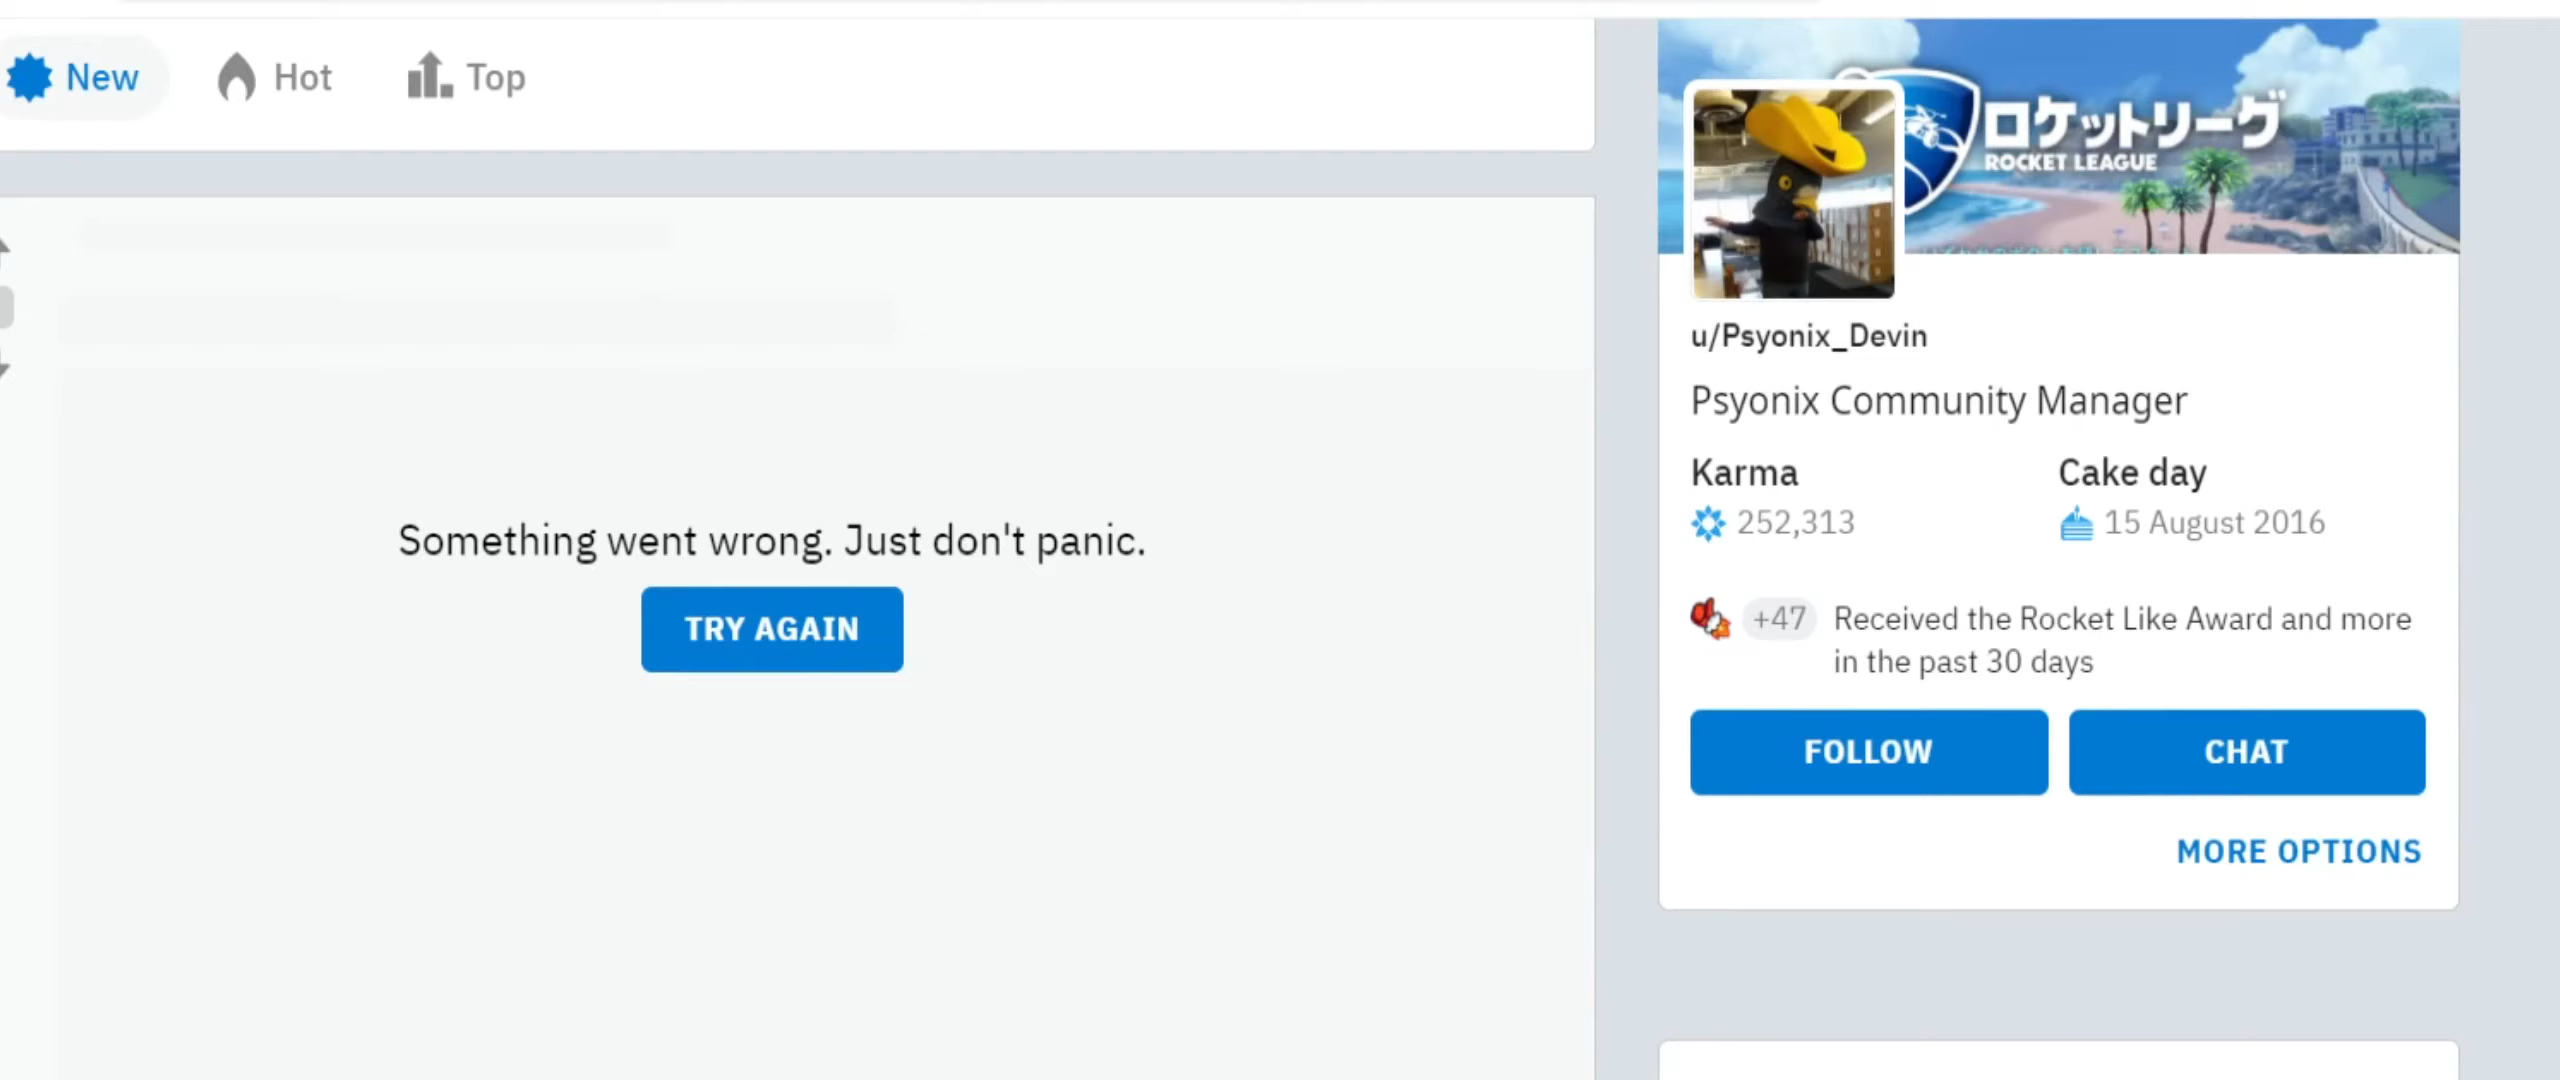 New
Hot
Top
ロケットリーグ
ROCKET LEAGUE
u/Psyonix_Devin
Psyonix Community Manager
Karma
Cake day
252,313
15 August 2016
+47
Received the Rocket Like Award and more
in the past 30 days
FOLLOW
CHAT
MORE OPTIONS
Something went wrong. Just don't panic.
TRY AGAIN